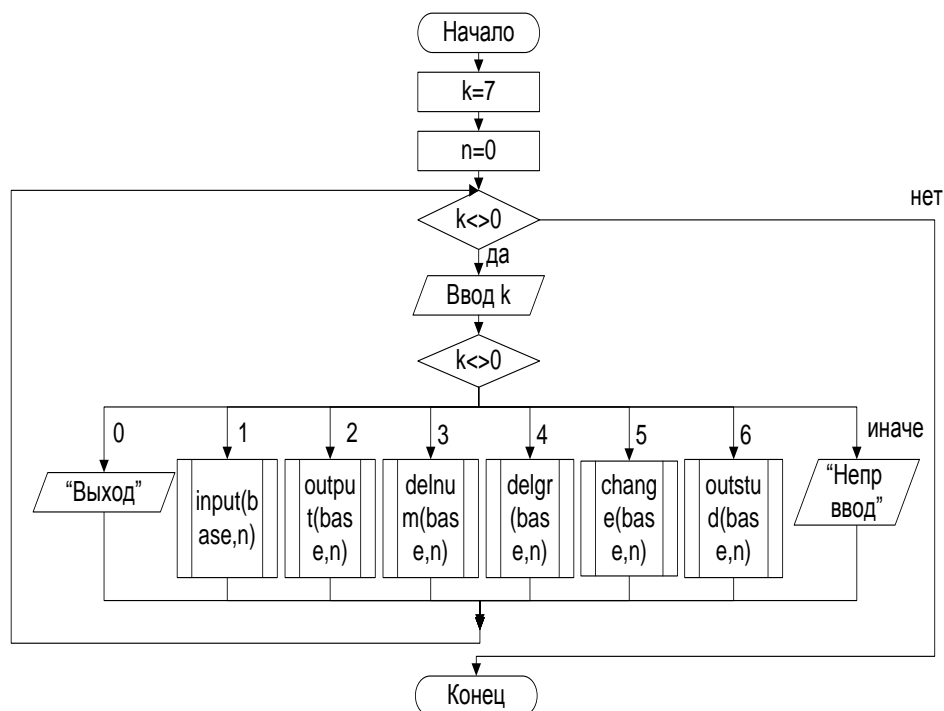 Начало
k=7
n=0
k<>0
нет
да
Ввод k
k<>0
0
1
2
3
4
5
6
иначе
“Выход”
input(b
ase,n)
outpu
t(bas
e,n)
delnu
m(bas
e,n)
delgr
(bas
e,n)
chang
e(bas
e,n)
outstu
d(bas
e,n)
“Непр
ввод”
Конец